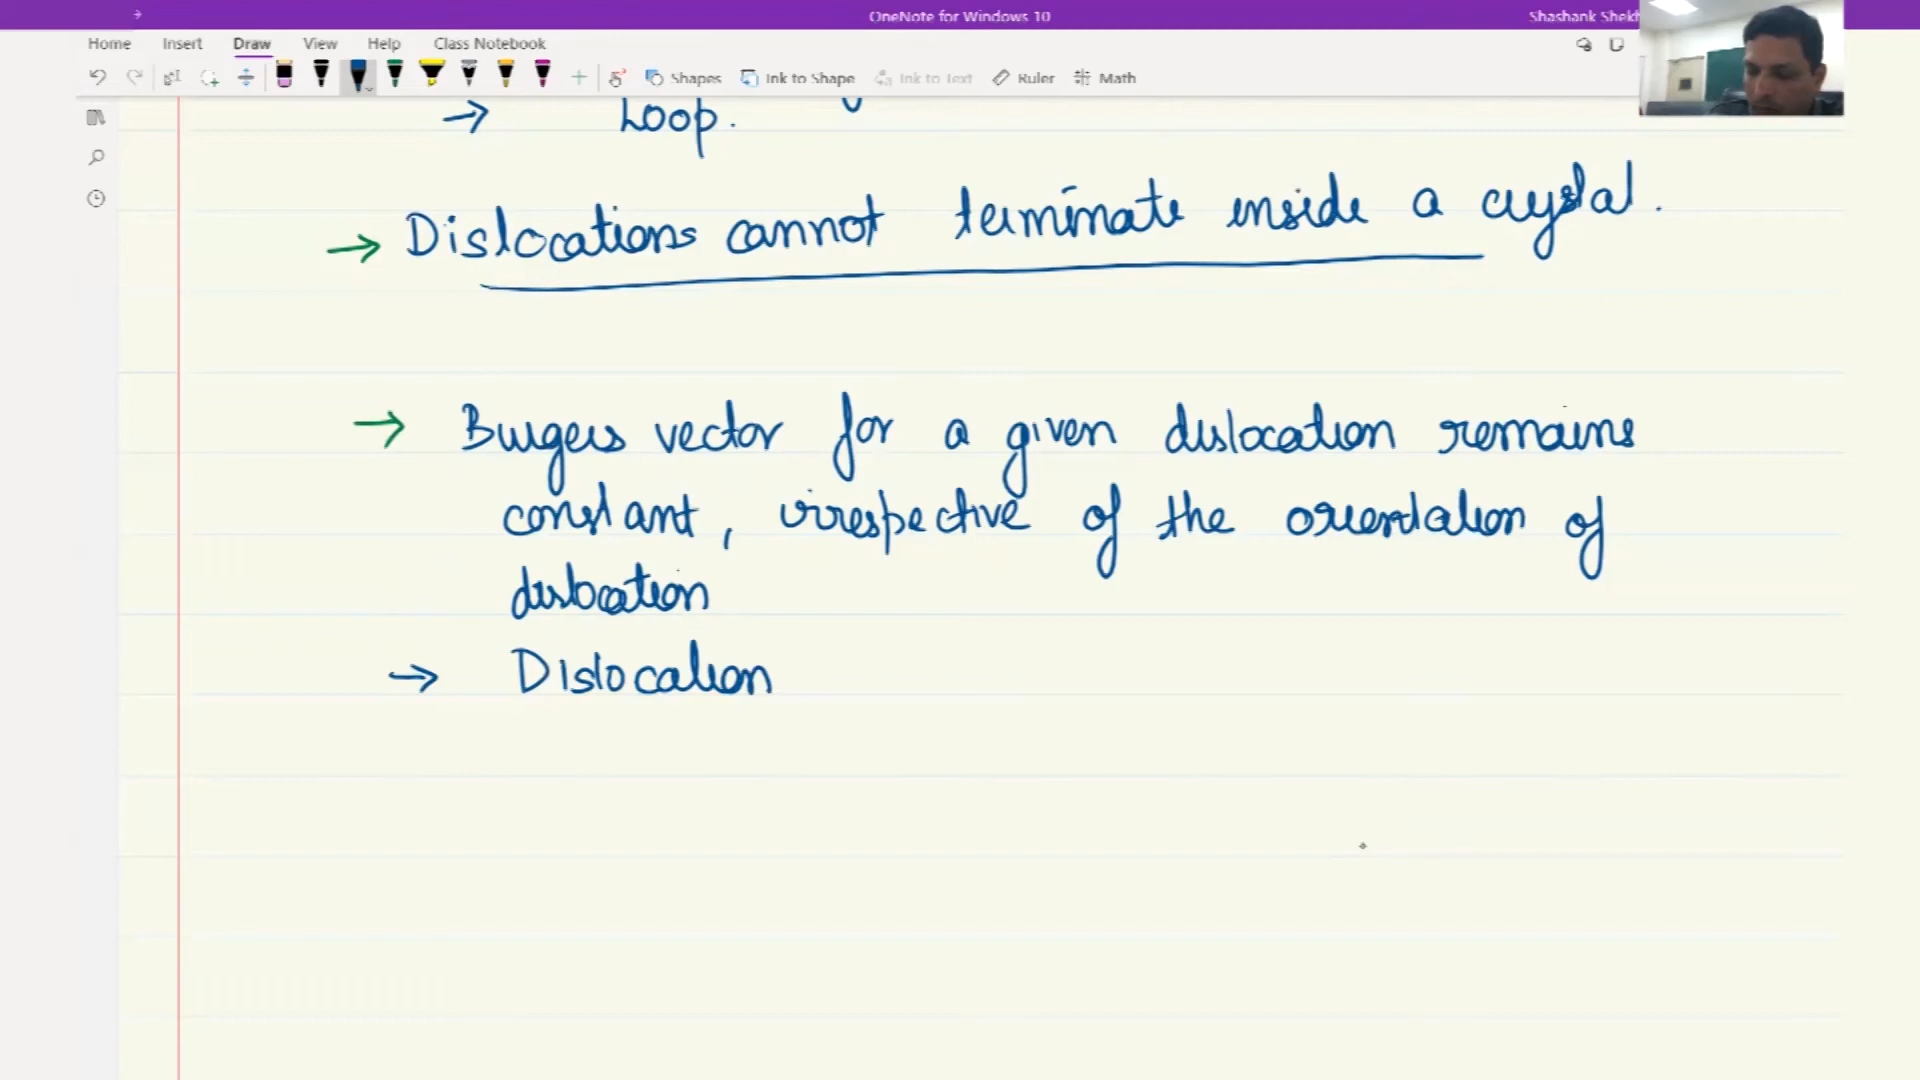 OneNote for Windows 10
Shashank Shekh
Home Insert Draw View Help Class Notebook
Shapes Ink to Shape Ink to Text Ruler Math
→ Loop.
→ Dislocations cannot terminate inside a crystal.
→ Burgers vector for a given dislocation remains
constant, irrespective of the orientation of
dislocation
→ Dislocation